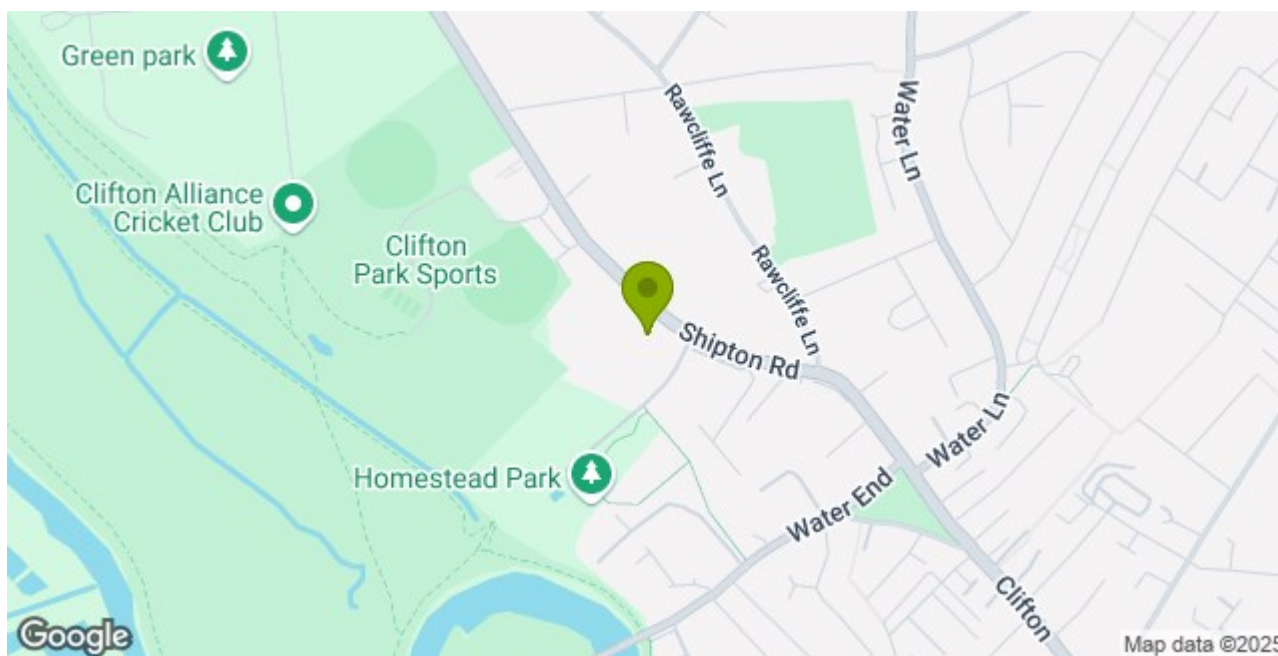 Green park
Rawcliffe Ln
Water Ln
Clifton Alliance
Cricket Club
Clifton
Park Sports
Rawcliffe Ln
Shipton Rd
Water Ln
Homestead Park
Water End
Clifton
Google
Map data ©2025